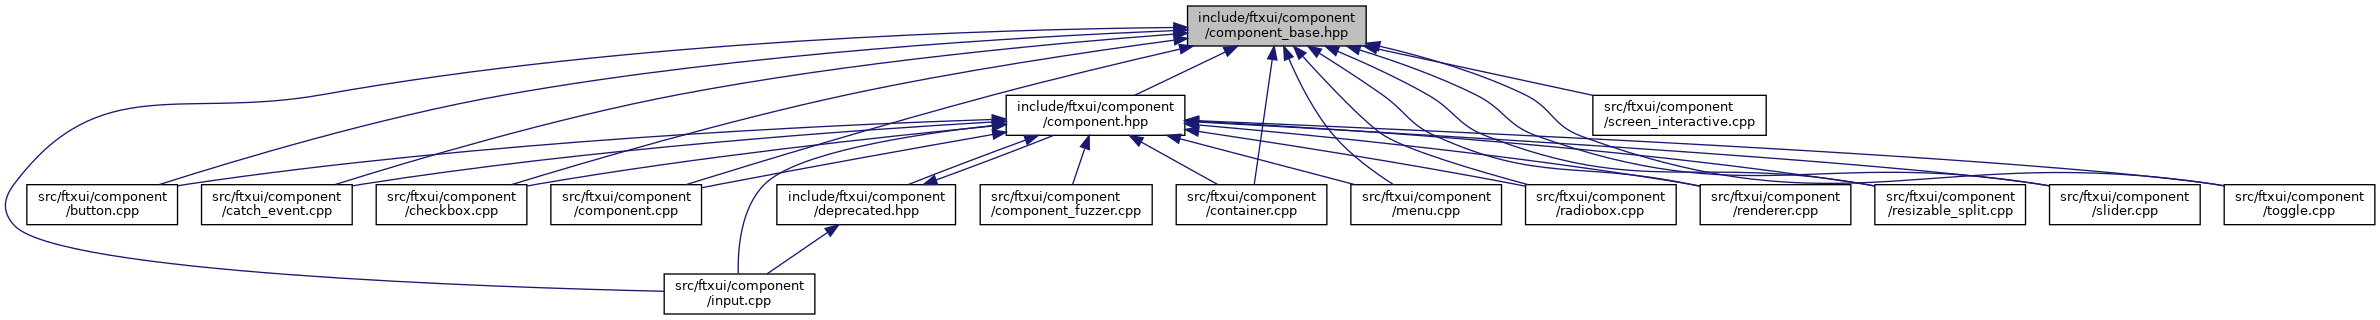 include/ftxui/component
/component_base.hpp
include/ftxui/component
/component.hpp
src/ftxui/component
/screen_interactive.cpp
src/ftxui/component
/button.cpp
src/ftxui/component
/catch_event.cpp
src/ftxui/component
/checkbox.cpp
src/ftxui/component
/component.cpp
include/ftxui/component
/deprecated.hpp
src/ftxui/component
/component_fuzzer.cpp
src/ftxui/component
/container.cpp
src/ftxui/component
/menu.cpp
src/ftxui/component
/radiobox.cpp
src/ftxui/component
/renderer.cpp
src/ftxui/component
/resizable_split.cpp
src/ftxui/component
/slider.cpp
src/ftxui/component
/toggle.cpp
src/ftxui/component
/input.cpp